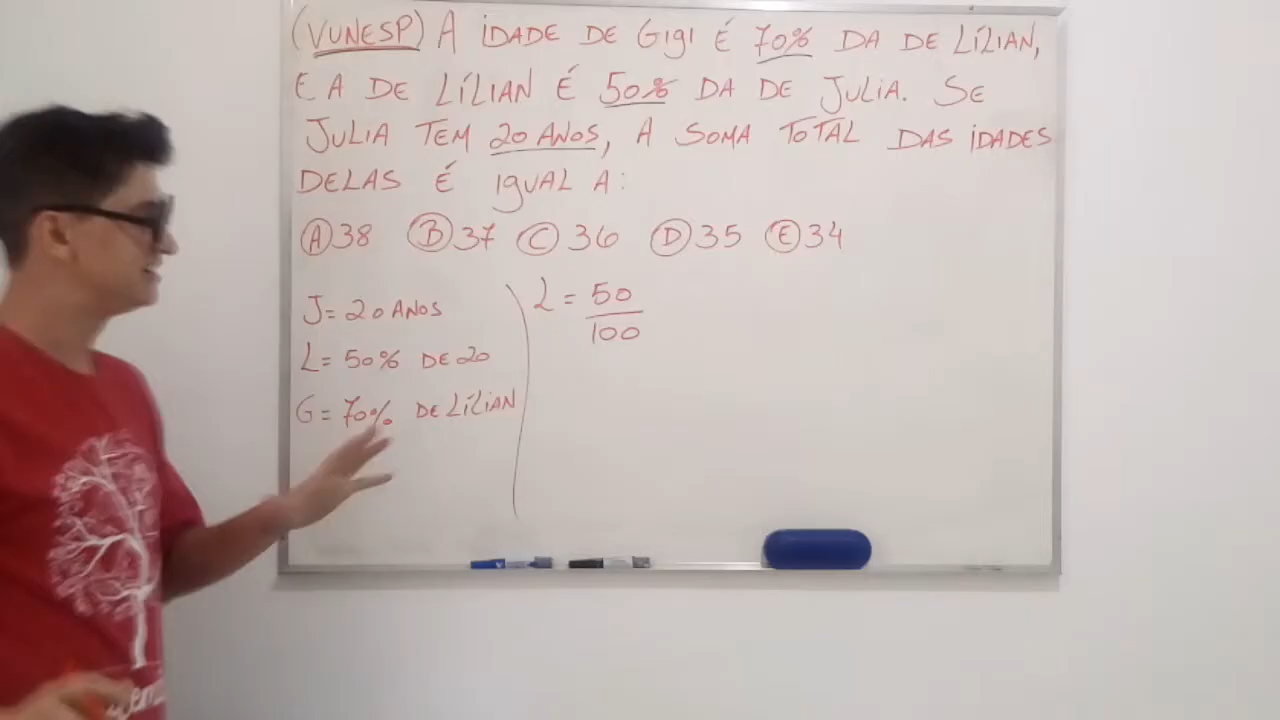 (VUNESP) A IDADE DE GIGI É 70% DA DE LÍLIAN,
E A DE LÍLIAN É 50% DA DE JULIA. SE
JULIA TEM 20 ANOS, A SOMA TOTAL DAS IDADES
DELAS É IGUAL A:
A 38 B 37 C 36 D 35 E 34
J = 20 ANOS
L = 50% DE 20
G = 70% DE LÍLIAN
L = 50
100